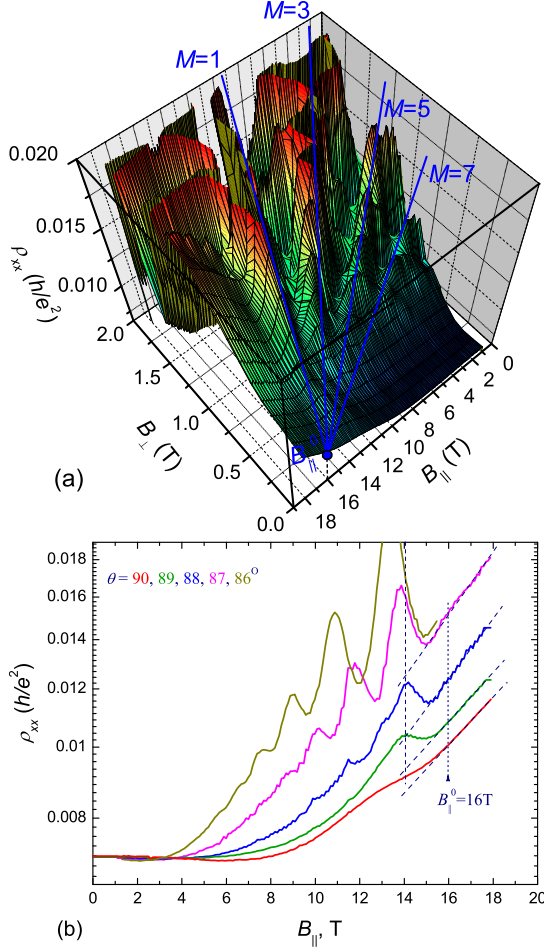 M=3
M=1
M=5
M=7
0.020
0.015
0.010
ρxx (h/e²)
2.0
1.5
1.0
0.5
0.0
B⊥ (T)
B∥⁰
0
2
4
6
8
10
12
14
16
18
B∥ (T)
(a)
0.018
0.016
0.014
0.012
0.01
0.008
ρxx (h/e²)
θ = 90, 89, 88, 87, 86⁰
B∥⁰=16T
0 2 4 6 8 10 12 14 16 18 20
B∥, T
(b)